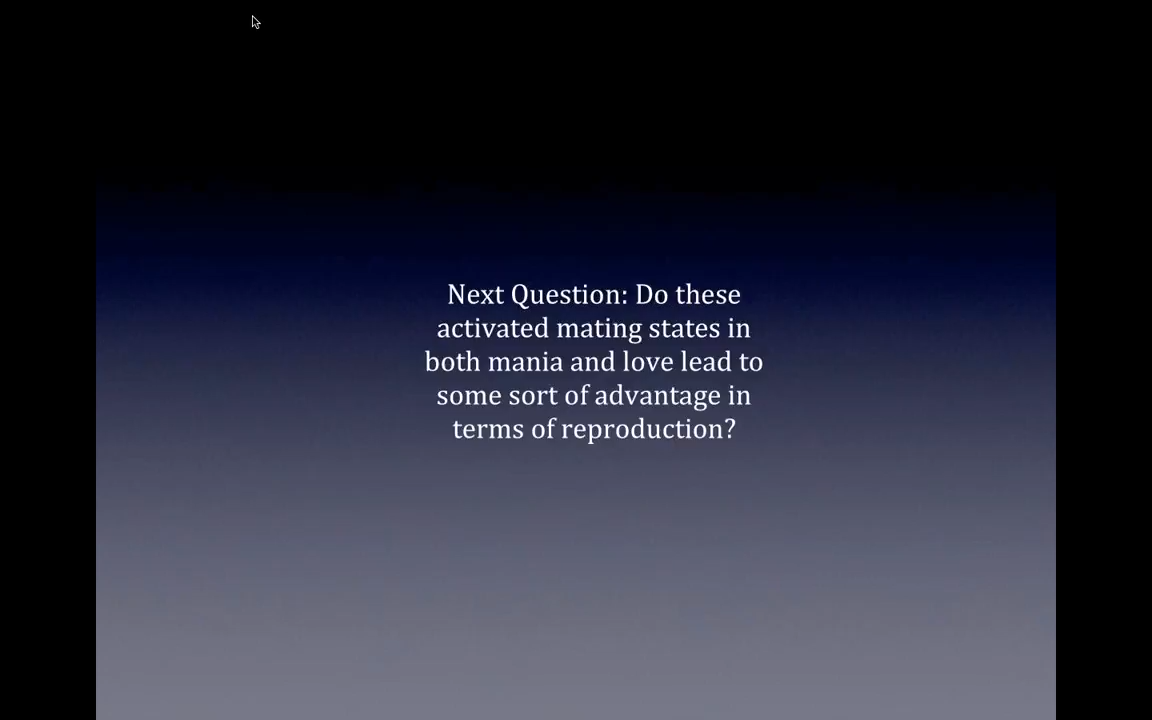 Next Question: Do these
activated mating states in
both mania and love lead to
some sort of advantage in
terms of reproduction?